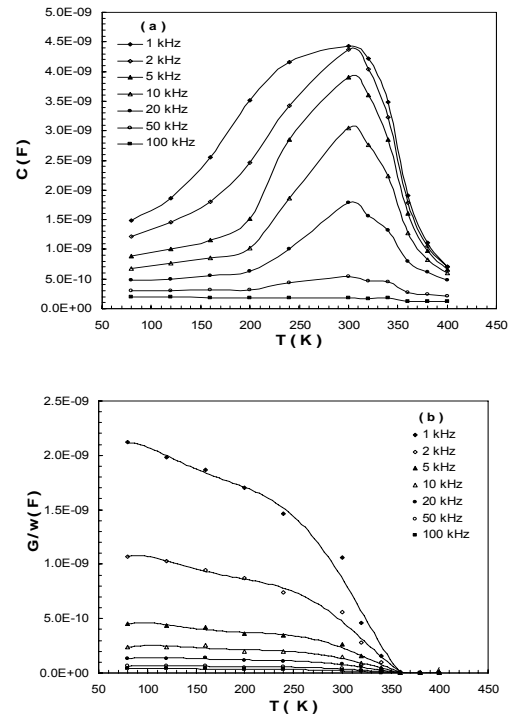 ( a )
1 kHz
2 kHz
5 kHz
10 kHz
20 kHz
50 kHz
100 kHz
C(F)
5.0E-09
4.5E-09
4.0E-09
3.5E-09
3.0E-09
2.5E-09
2.0E-09
1.5E-09
1.0E-09
5.0E-10
0.0E+00
50 100 150 200 250 300 350 400 450
T ( K )
( b )
1 kHz
2 kHz
5 kHz
10 kHz
20 kHz
50 kHz
100 kHz
G/w(F)
2.5E-09
2.0E-09
1.5E-09
1.0E-09
5.0E-10
0.0E+00
50 100 150 200 250 300 350 400 450
T ( K )